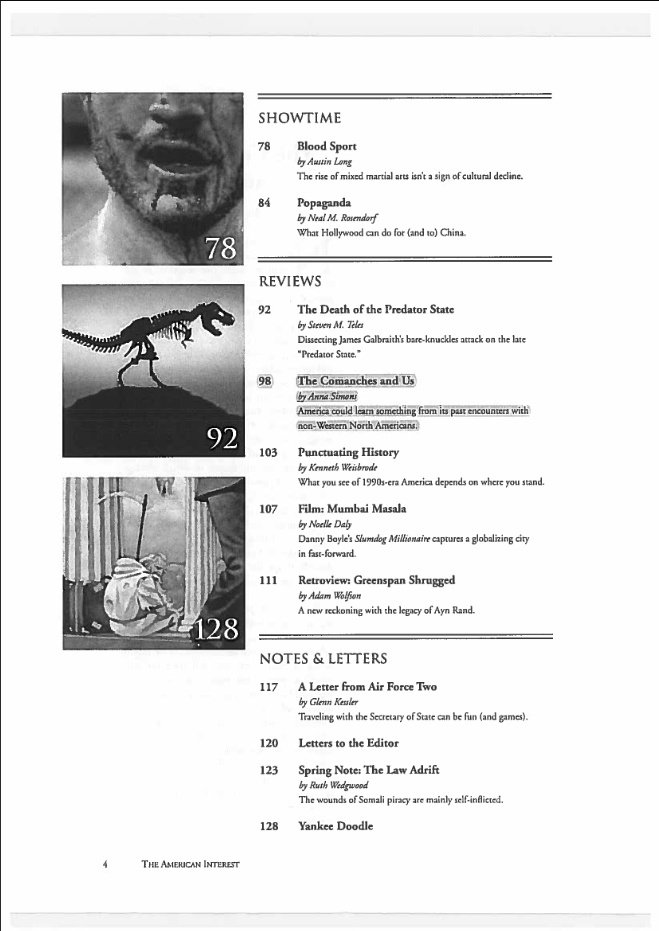 SHOWTIME
78 Blood Sport
by Austin Long
The rise of mixed martial arts isn't a sign of cultural decline.
84 Propaganda
by Neal M. Rosendorf
What Hollywood can do for (and to) China.
78
REVIEWS
92 The Death of the Predator State
by Steven M. Teles
Dissecting James Galbraith's bare-knuckles attack on the late
"Predator State."
98 The Comanches and Us
by Anna Simons
America could learn something from its past encounters with
non-Western North Americans.
92
103 Punctuating History
by Kenneth Weisbrode
What you see of 1990s-era America depends on where you stand.
107 Film: Mumbai Masala
by Noelle Daly
Danny Boyle's Slumdog Millionaire captures a globalizing city
in fast-forward.
111 Retroview: Greenspan Shrugged
by Adam Wolfson
A new reckoning with the legacy of Ayn Rand.
128
NOTES & LETTERS
117 A Letter from Air Force Two
by Glenn Kessler
Traveling with the Secretary of State can be fun (and games).
120 Letters to the Editor
123 Spring Note: The Law Adrift
by Ruth Wedgwood
The wounds of Somali piracy are mainly self-inflicted.
128 Yankee Doodle
4 THE AMERICAN INTEREST